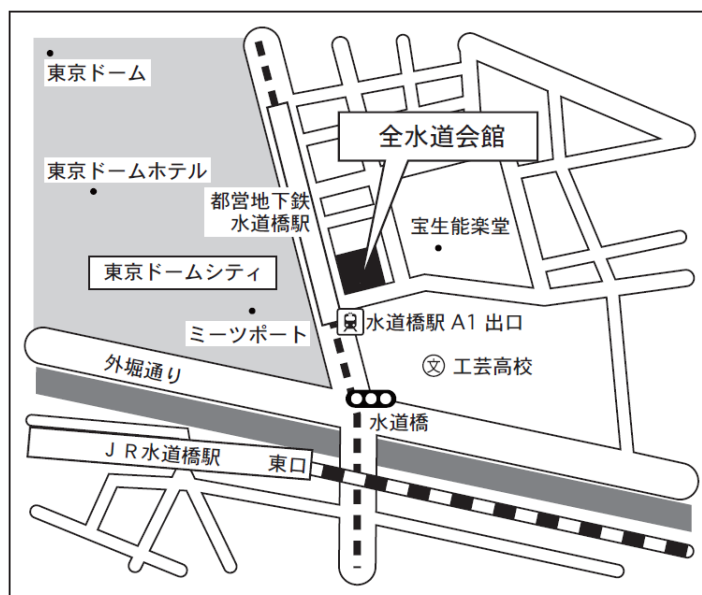 東京ドーム
全水道会館
東京ドームホテル
都営地下鉄
水道橋駅
宝生能楽堂
東京ドームシティ
ミーツポート
水道橋駅 A1 出口
外堀通り
文 工芸高校
水道橋
JR水道橋駅 東口